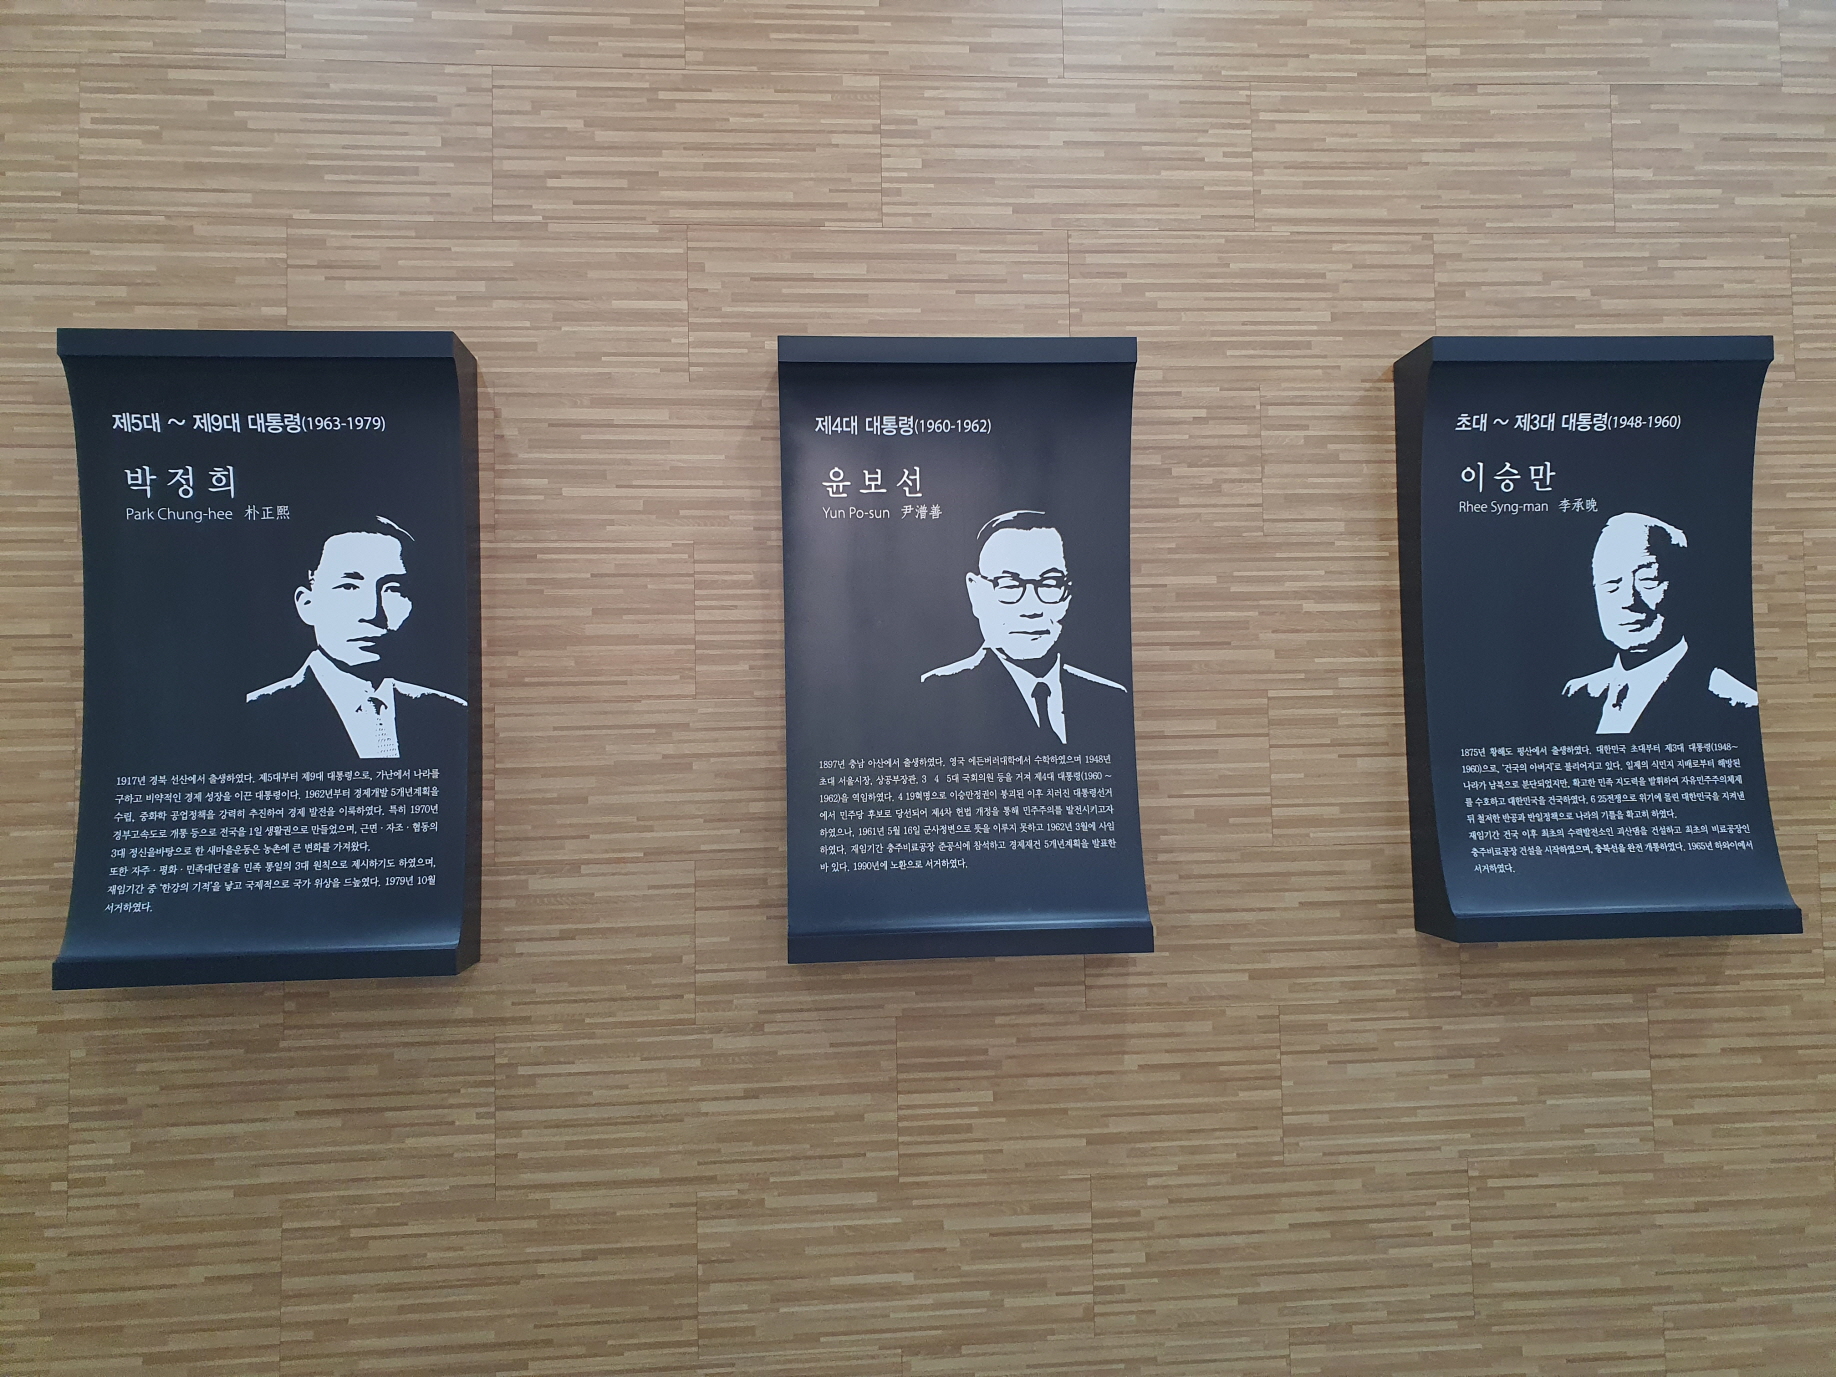 제5대 ~ 제9대 대통령(1963-1979)
박정희
Park Chung-hee 朴正熙
1917년 경북 선산에서 출생하였다. 제5대부터 제9대 대통령으로, 가난에서 나라를
구하고 비약적인 경제 성장을 이끈 대통령이다. 1962년부터 경제개발 5개년계획을
수립, 중화학 공업정책을 강력히 추진하여 경제 발전을 이룩하였다. 특히 1970년
경부고속도로 개통 등으로 전국을 1일 생활권으로 만들었으며, 근면 · 자조 · 협동의
3대 정신을바탕으로 한 새마을운동은 농촌에 큰 변화를 가져왔다.
또한 자주 · 평화 · 민족대단결을 민족 통일의 3대 원칙으로 제시하기도 하였으며,
재임기간 중 '한강의 기적'을 낳고 국제적으로 국가 위상을 드높였다. 1979년 10월
서거하였다.
제4대 대통령(1960-1962)
윤보선
Yun Po-sun 尹潽善
1897년 충남 아산에서 출생하였다. 영국 에든버러대학에서 수학하였으며 1948년
초대 서울시장, 상공부장관, 3 4 5대 국회의원 등을 거쳐 제4대 대통령(1960 ~
1962)을 역임하였다. 4 19혁명으로 이승만정권이 붕괴된 이후 치러진 대통령선거
에서 민주당 후보로 당선되어 제4차 헌법 개정을 통해 민주주의를 발전시키고자
하였으나, 1961년 5월 16일 군사정변으로 뜻을 이루지 못하고 1962년 3월에 사임
하였다. 재임기간 충주비료공장 준공식에 참석하고 경제재건 5개년계획을 발표한
바 있다. 1990년에 노환으로 서거하였다.
초대 ~ 제3대 대통령(1948-1960)
이승만
Rhee Syng-man 李承晩
1875년 황해도 평산에서 출생하였다. 대한민국 초대부터 제3대 대통령(1948~
1960)으로, '건국의 아버지'로 불리어지고 있다. 일제의 식민지 지배로부터 해방된
나라가 남북으로 분단되었지만, 확고한 민족 지도력을 발휘하여 자유민주주의체제
를 수호하고 대한민국을 건국하였다. 6 25전쟁으로 위기에 몰린 대한민국을 지켜낸
뒤 철저한 반공과 반일정책으로 나라의 기틀을 확고히 하였다.
재임기간 건국 이후 최초의 수력발전소인 괴산댐을 건설하고 최초의 비료공장인
충주비료공장 건설을 시작하였으며, 충북선을 완전 개통하였다. 1965년 하와이에서
서거하였다.